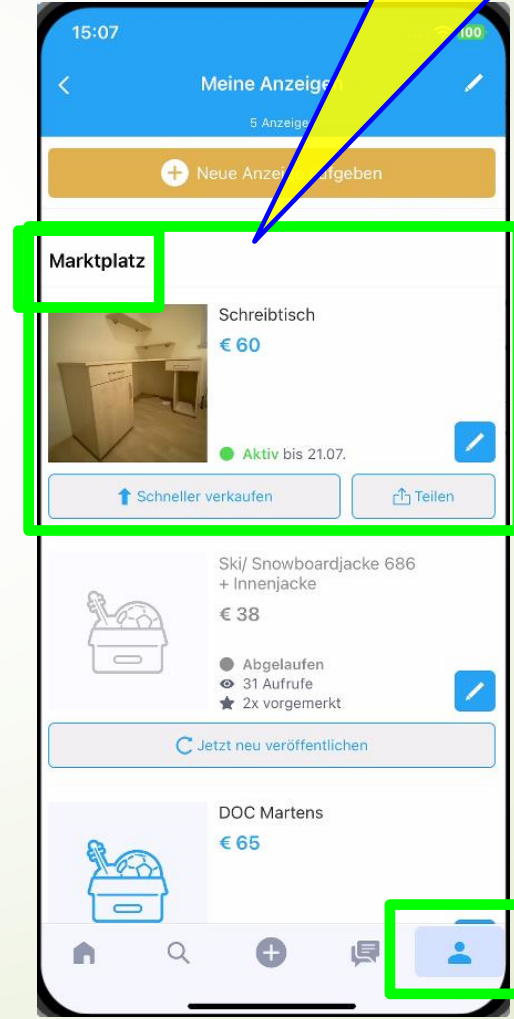 15:07
100
Meine Anzeigen
5 Anzeigen
Neue Anzeige aufgeben
Marktplatz
Schreibtisch
€ 60
Aktiv bis 21.07.
Schneller verkaufen
Teilen
Ski/ Snowboardjacke 686
+ Innenjacke
€ 38
Abgelaufen
31 Aufrufe
2x vorgemerkt
Jetzt neu veröffentlichen
DOC Martens
€ 65